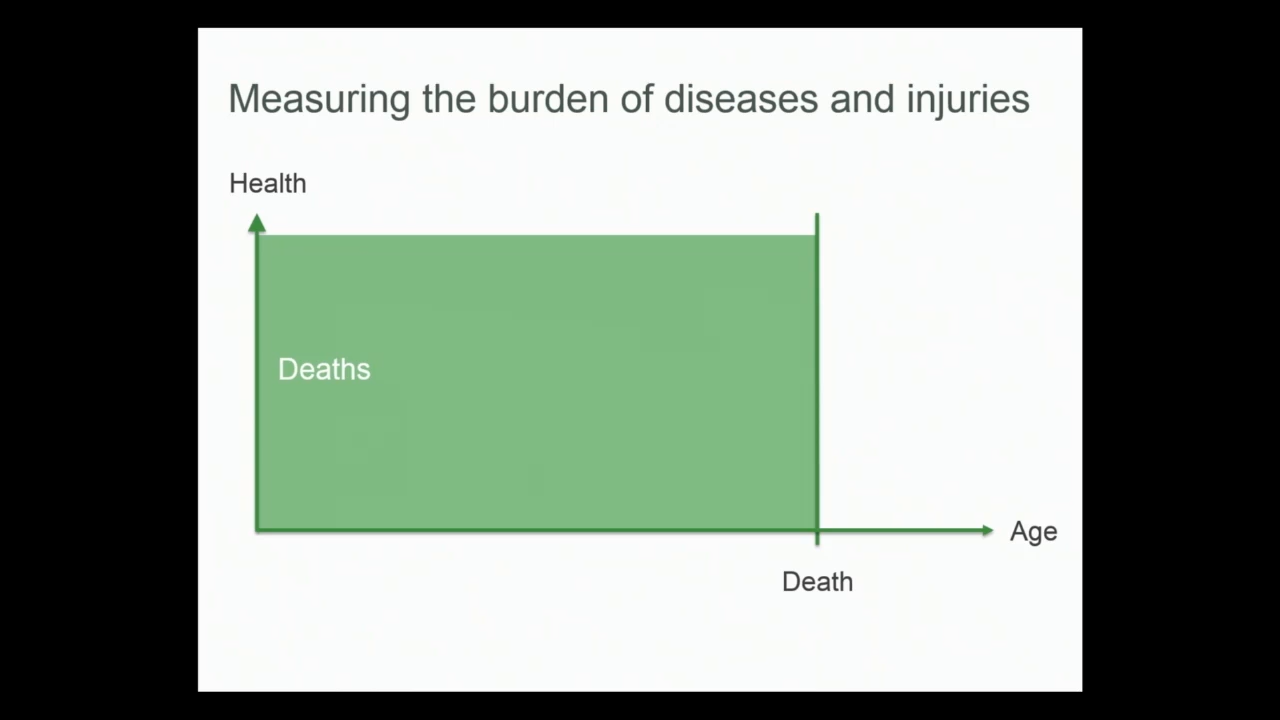 Measuring the burden of diseases and injuries
Health
Deaths
Age
Death